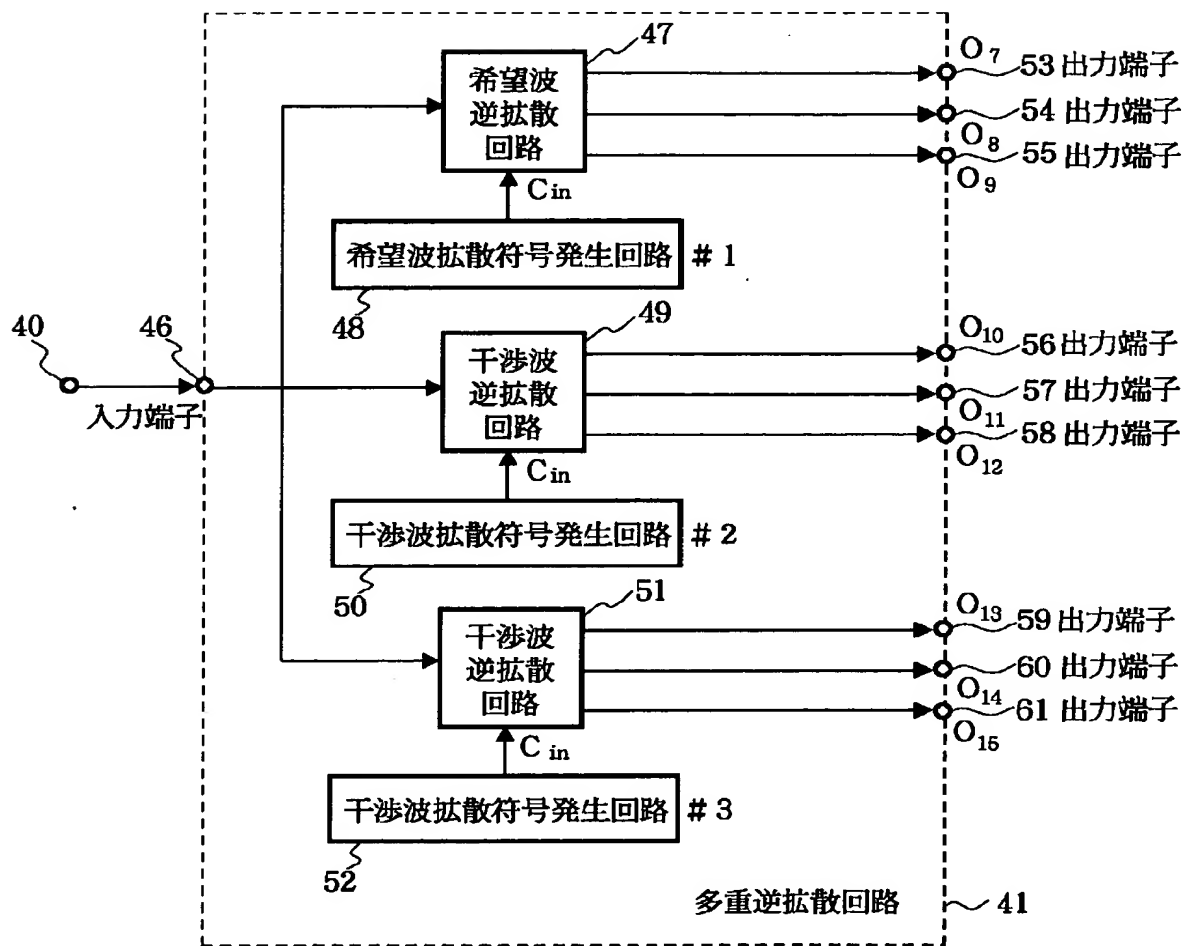 47
希望波
逆拡散
回路
O7
53 出力端子
54 出力端子
O8
55 出力端子
O9
Cin
希望波拡散符号発生回路 #1
48
40
46
入力端子
49
干渉波
逆拡散
回路
O10
56 出力端子
57 出力端子
O11
58 出力端子
O12
Cin
干渉波拡散符号発生回路 #2
50
51
干渉波
逆拡散
回路
O13
59 出力端子
60 出力端子
O14
61 出力端子
O15
Cin
干渉波拡散符号発生回路 #3
52
多重逆拡散回路
41